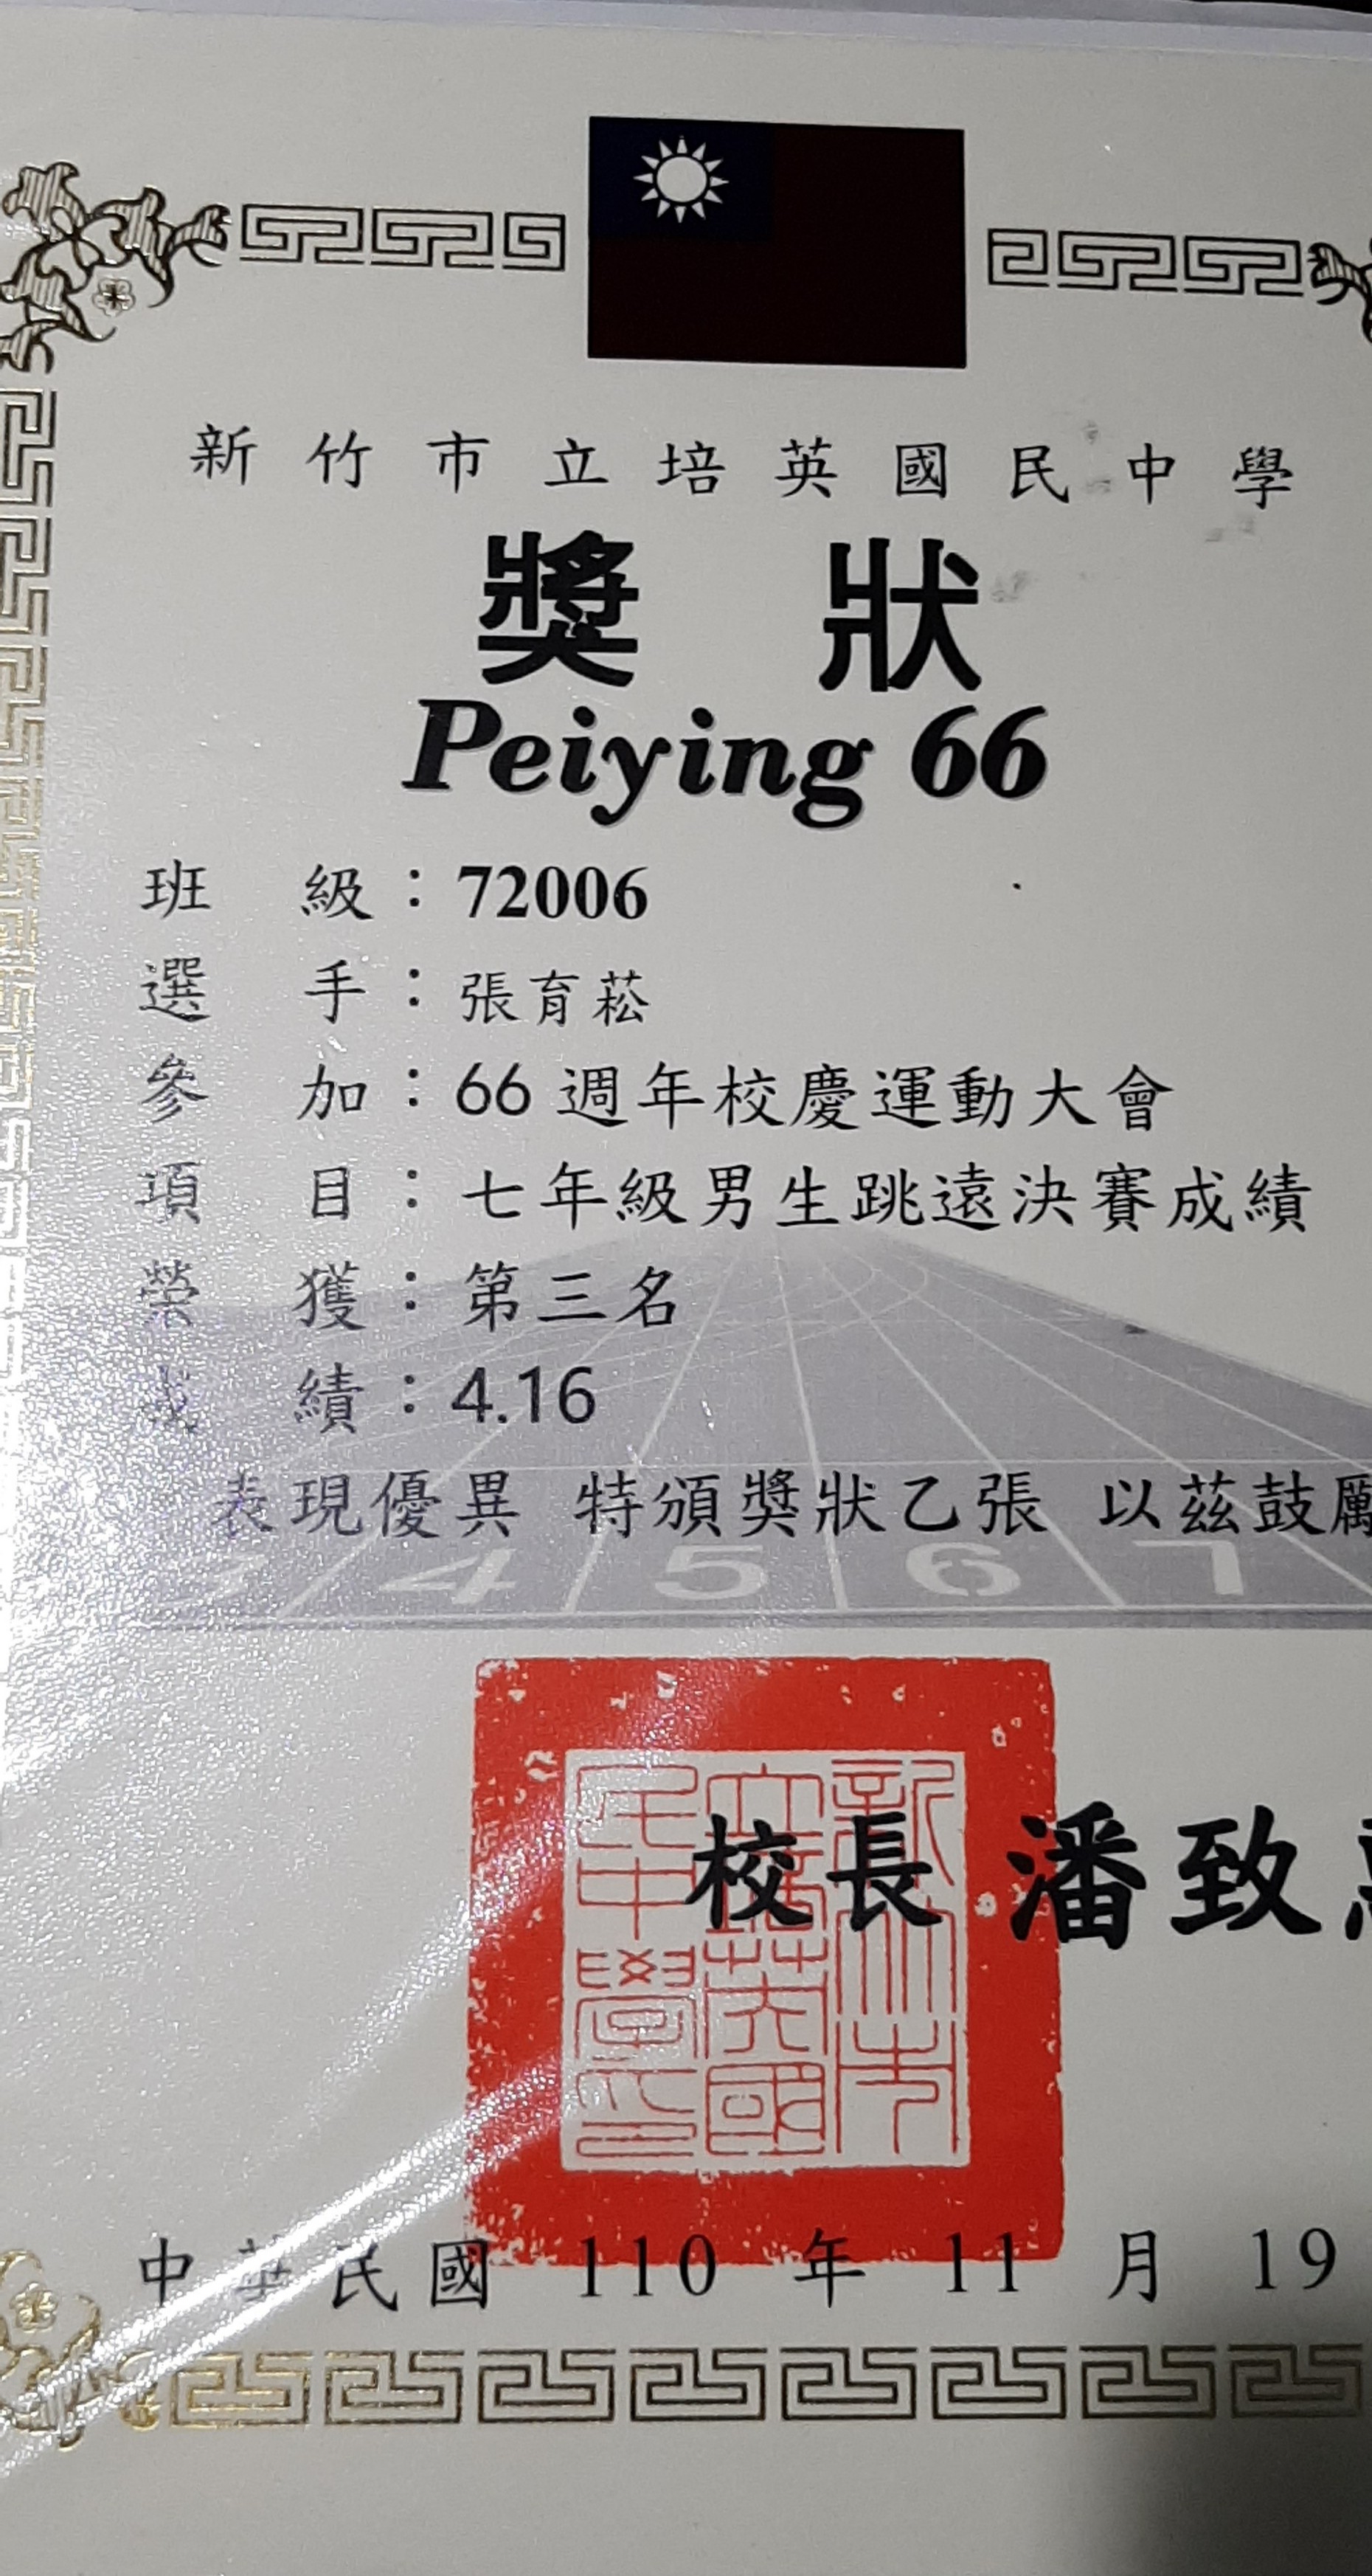 新竹市立培英國民中學
獎狀
Peiying 66
班級：72006
選手：張育菘
參加：66 週年校慶運動大會
項目：七年級男生跳遠決賽成績
榮獲：第三名
成績：4.16
表現優異 特頒獎狀乙張 以茲鼓勵
4 5 6 7
新竹市立培英國民中學之印
校長 潘致
中華民國 110 年 11 月 19